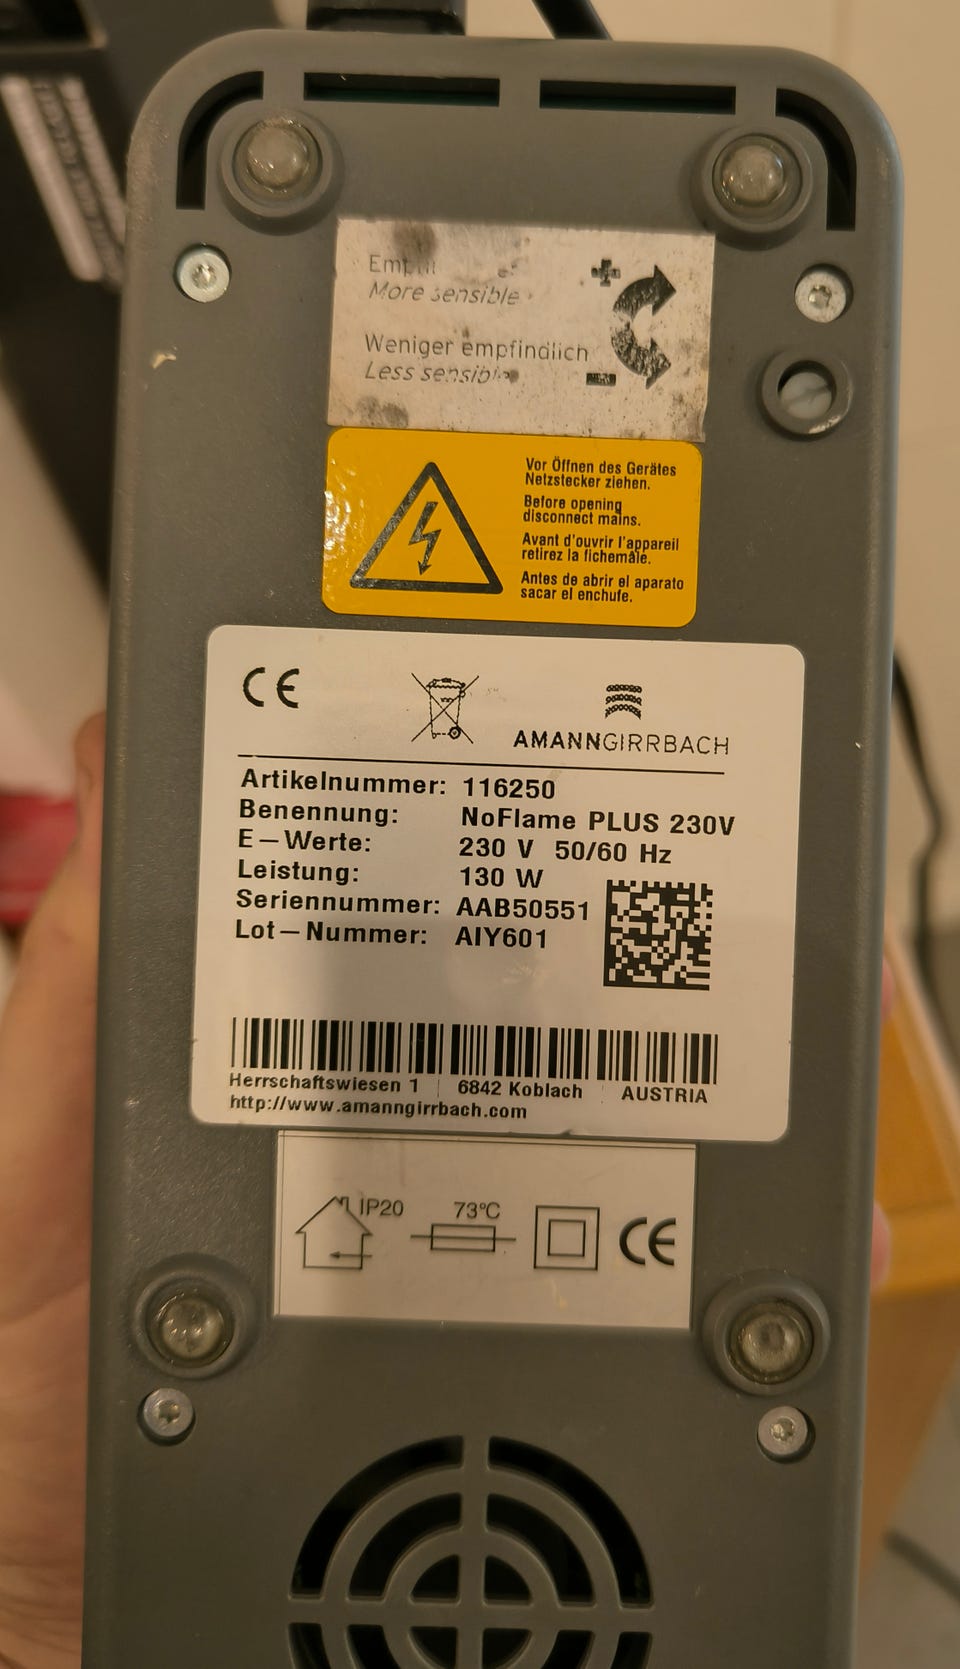 More sensible
Weniger empfindlich
Less sensible
Vor Öffnen des Gerätes
Netzstecker ziehen.
Before opening
disconnect mains.
Avant d'ouvrir l'appareil
retirez la fichemâle.
Antes de abrir el aparato
sacar el enchufe.
CE
AMANNGIRRBACH
Artikelnummer: 116250
Benennung: NoFlame PLUS 230V
E-Werte: 230 V 50/60 Hz
Leistung: 130 W
Seriennummer: AAB50551
Lot-Nummer: AIY601
Herrschaftswiesen 1 6842 Koblach AUSTRIA
http://www.amanngirrbach.com
IP20 73°C CE